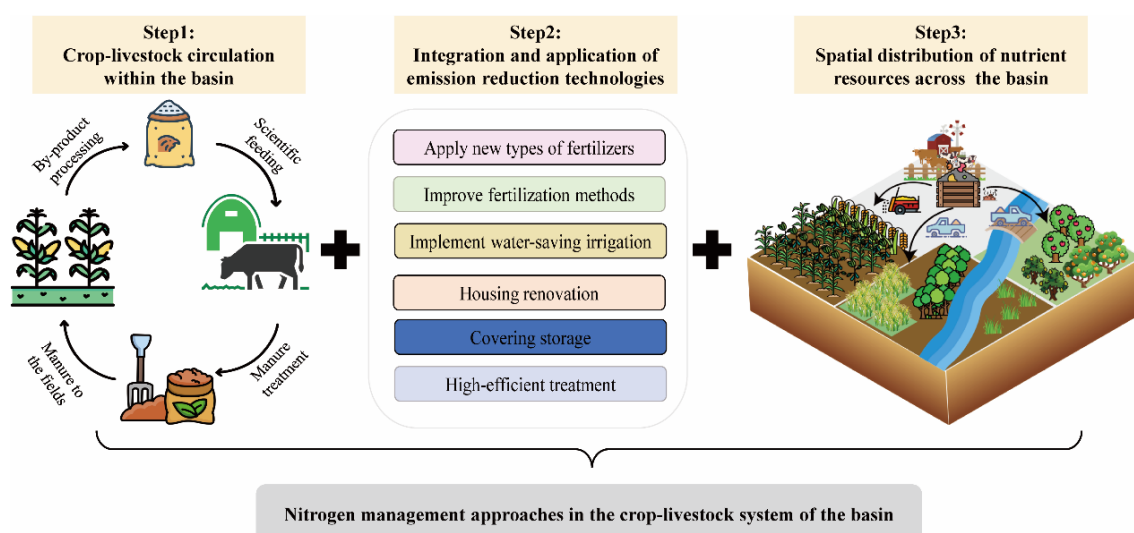 Step1:
Crop-livestock circulation
within the basin
By-product
processing
Scientific
feeding
Manure to
the fields
Manure
treatment
Step2:
Integration and application of
emission reduction technologies
Apply new types of fertilizers
Improve fertilization methods
Implement water-saving irrigation
Housing renovation
Covering storage
High-efficient treatment
Step3:
Spatial distribution of nutrient
resources across the basin
Nitrogen management approaches in the crop-livestock system of the basin